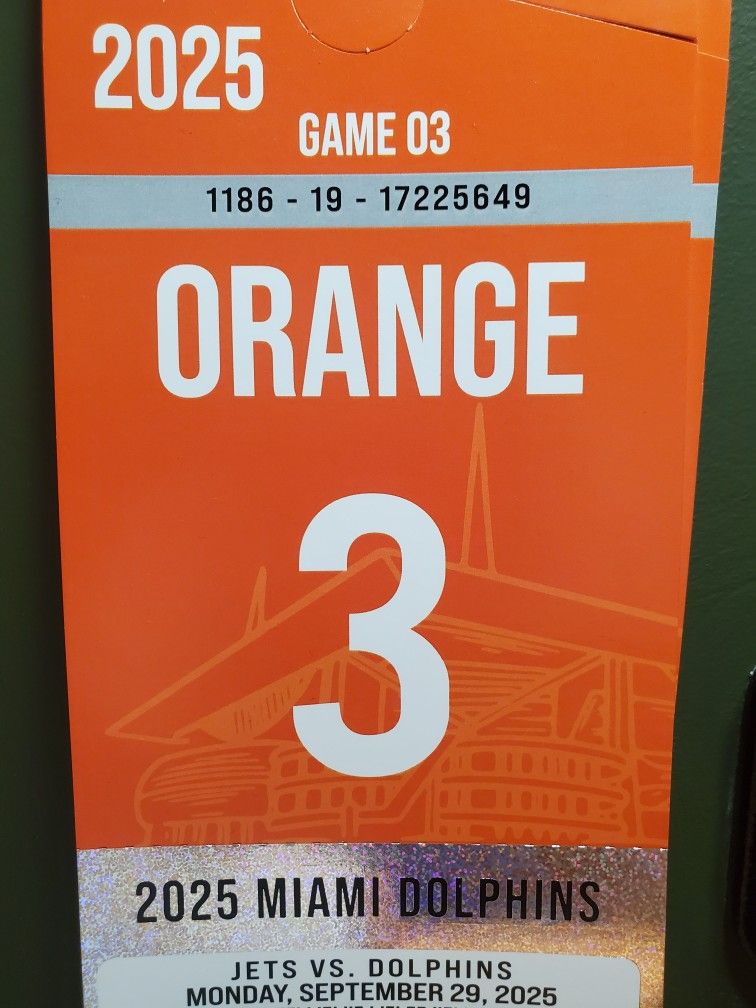 2025
GAME 03
1186 - 19 - 17225649
ORANGE
3
2025 MIAMI DOLPHINS
JETS VS. DOLPHINS
MONDAY, SEPTEMBER 29, 2025